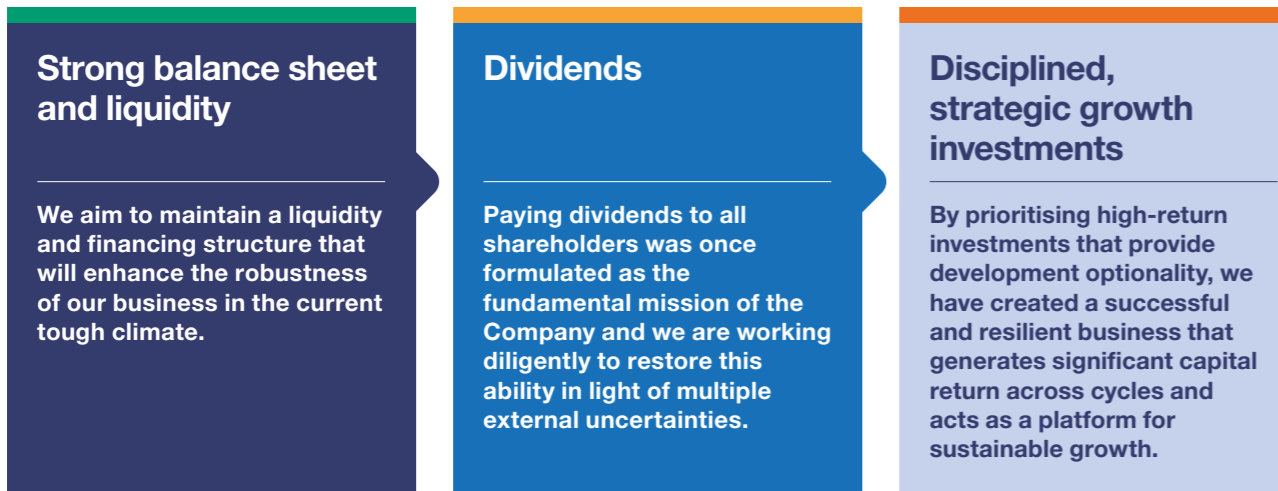 Strong balance sheet
and liquidity
We aim to maintain a liquidity
and financing structure that
will enhance the robustness
of our business in the current
tough climate.
Dividends
Paying dividends to all
shareholders was once
formulated as the
fundamental mission of the
Company and we are working
diligently to restore this
ability in light of multiple
external uncertainties.
Disciplined,
strategic growth
investments
By prioritising high-return
investments that provide
development optionality, we
have created a successful
and resilient business that
generates significant capital
return across cycles and
acts as a platform for
sustainable growth.